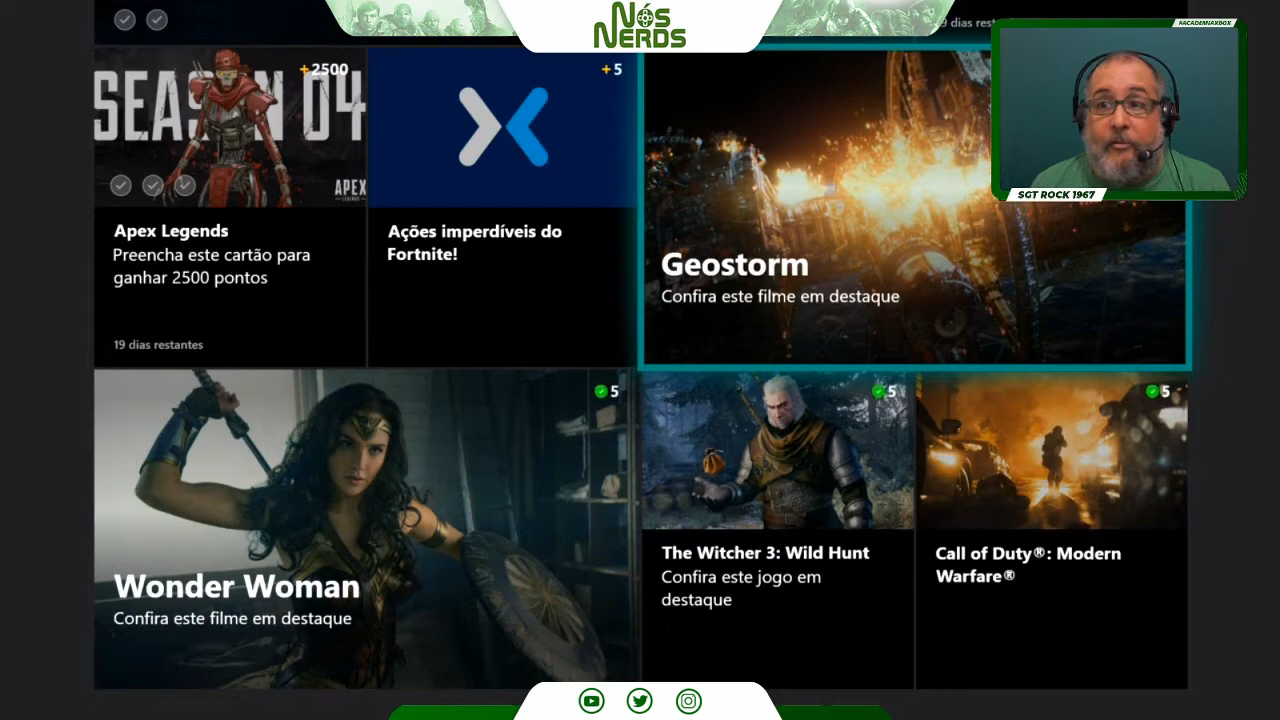 Nós
Nerds
9 dias rest
#ACADEMIAXBOX
SGT ROCK 1967
+2500
SEASON 04
APEX
Apex Legends
Preencha este cartão para
ganhar 2500 pontos
19 dias restantes
+5
Ações imperdíveis do
Fortnite!
Geostorm
Confira este filme em destaque
5
Wonder Woman
Confira este filme em destaque
5
The Witcher 3: Wild Hunt
Confira este jogo em
destaque
5
Call of Duty®: Modern
Warfare®